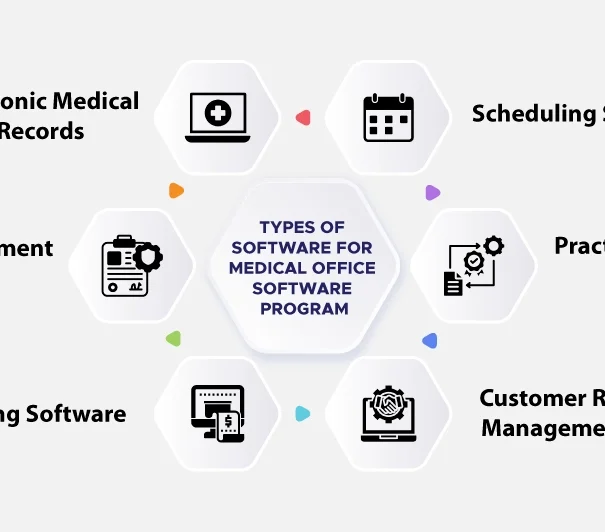 onic Medical
Records
Scheduling S
TYPES OF
SOFTWARE FOR
MEDICAL OFFICE
SOFTWARE
PROGRAM
ment
Pract
ng Software
Customer R
Manageme
$